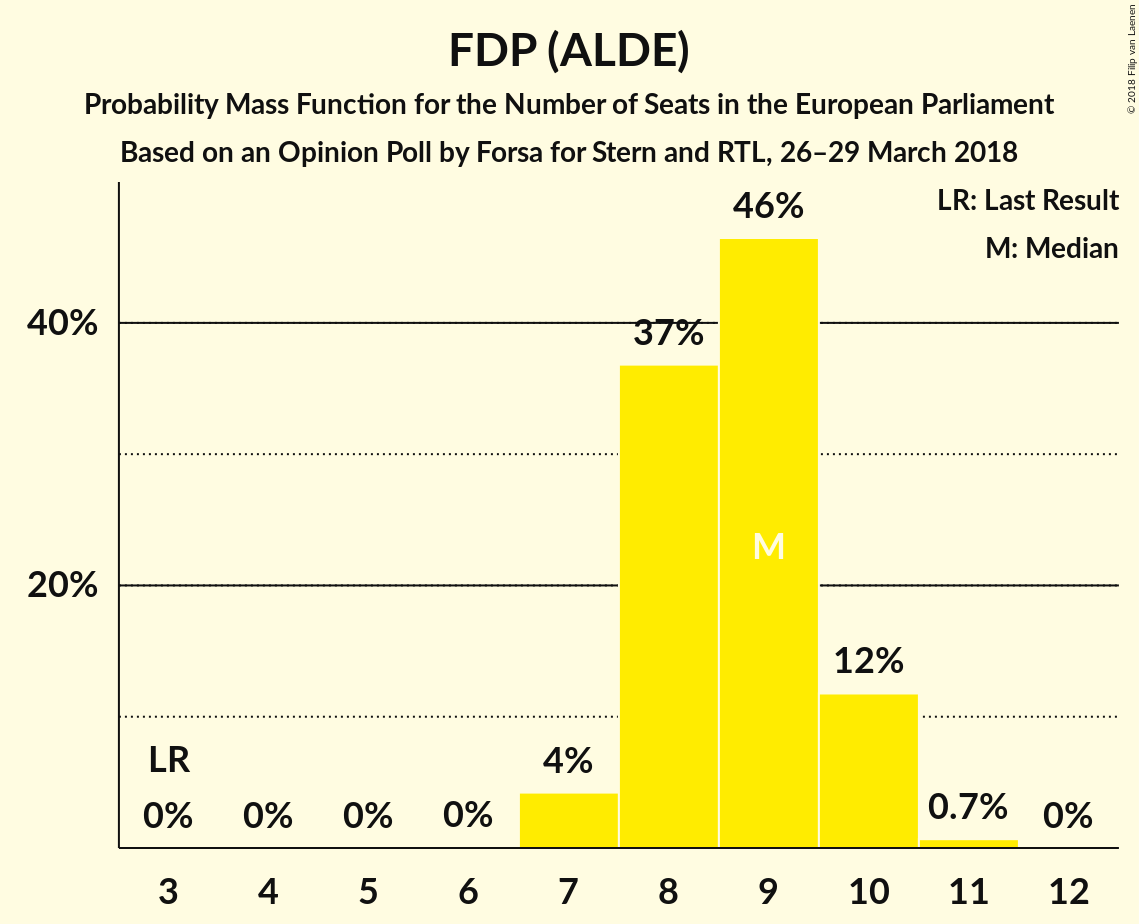 FDP (ALDE)
Probability Mass Function for the Number of Seats in the European Parliament
Based on an Opinion Poll by Forsa for Stern and RTL, 26–29 March 2018
© 2018 Filip van Laenen
LR: Last Result
M: Median
40%
20%
LR
0%
0%
0%
0%
4%
37%
46%
M
12%
0.7%
0%
3
4
5
6
7
8
9
10
11
12